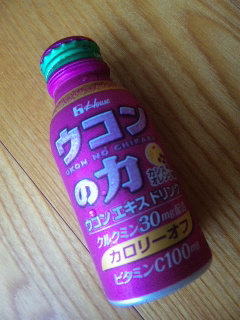 House
ウコン
UKON NO CHIKARA
の力
ウコンエキスドリンク
クルクミン30mg
カロリーオフ
ビタミンC100mg